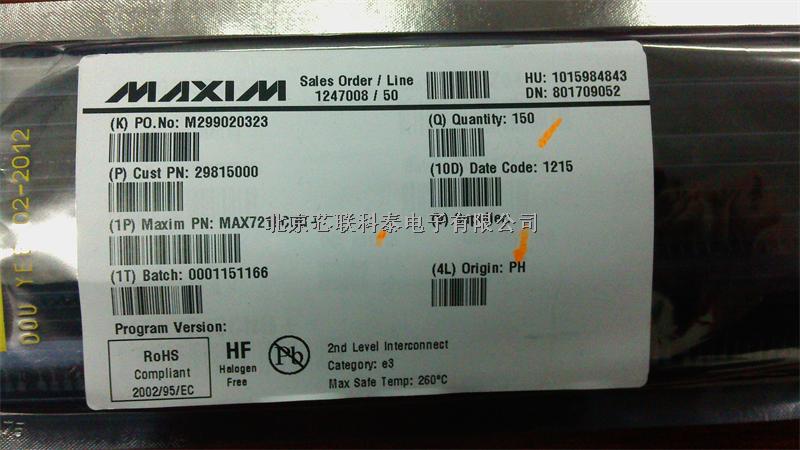 MAXIM
Sales Order / Line
1247008 / 50
HU: 1015984843
DN: 801709052
(K) PO.No: M299020323
(Q) Quantity: 150
(P) Cust PN: 29815000
(10D) Date Code: 1215
(1P) Maxim PN:
北京芯联科泰电子有限公司
(1T) Batch: 0001151166
(4L) Origin: PH
Program Version:
RoHS
Compliant
2002/95/EC
HF
Halogen
Free
Pb
2nd Level Interconnect
Category: e3
Max Safe Temp: 260°C
2-2012